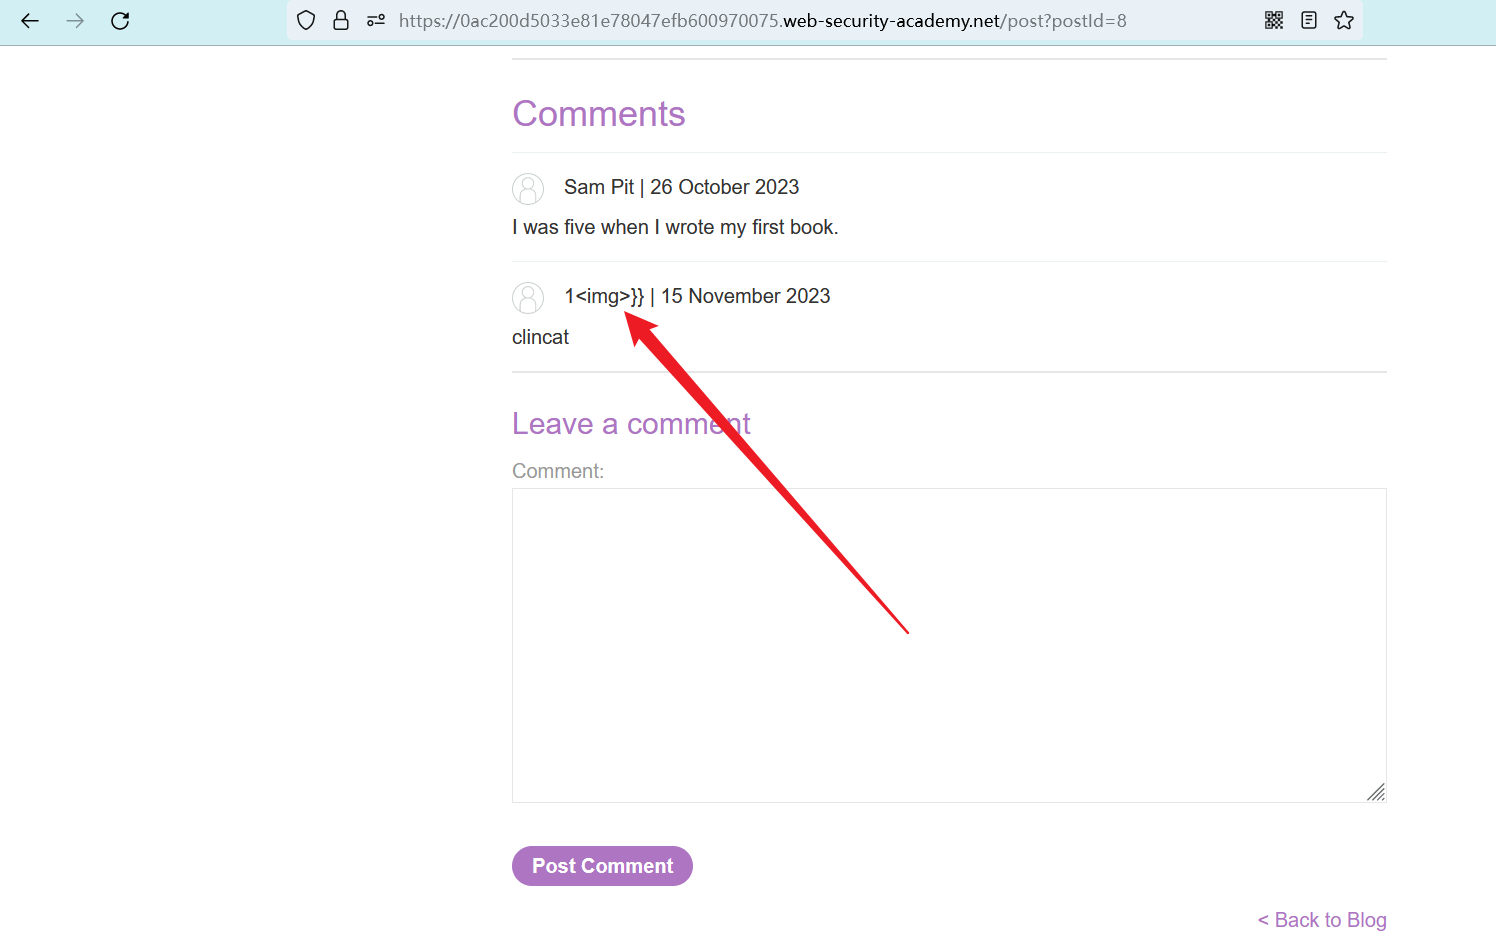 https://0ac200d5033e81e78047efb600970075.web-security-academy.net/post?postId=8
Comments
Sam Pit | 26 October 2023
I was five when I wrote my first book.
1<img>}} | 15 November 2023
clincat
Leave a comment
Comment:
Post Comment
< Back to Blog